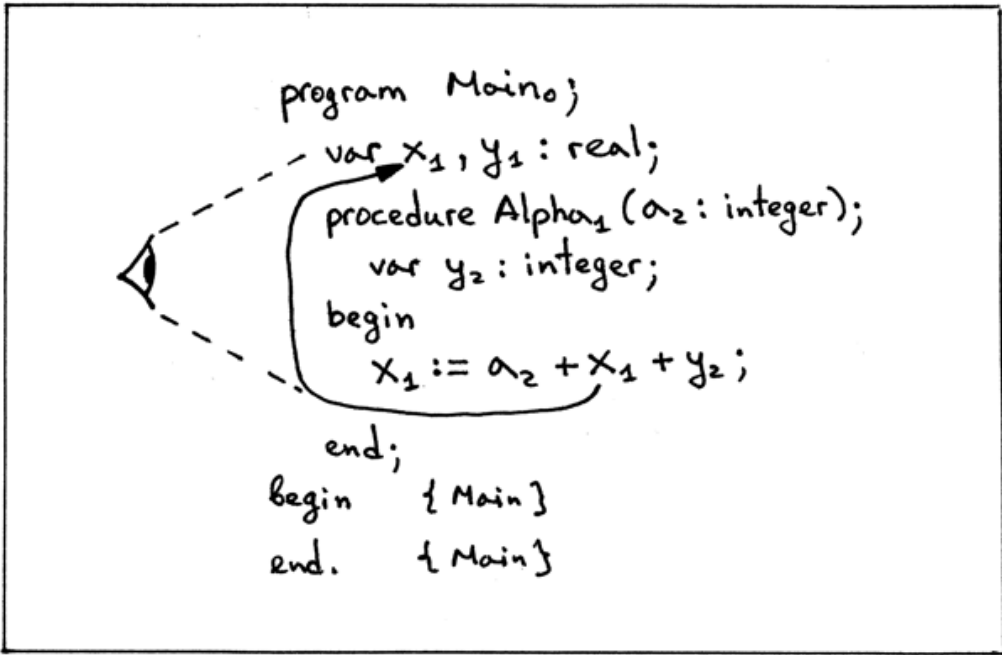 program Main₀;
var x₁, y₁ : real;
procedure Alpha₁ (a₂ : integer);
var y₂ : integer;
begin
x₁ := a₂ + x₁ + y₂ ;
end;
begin { Main }
end. { Main }